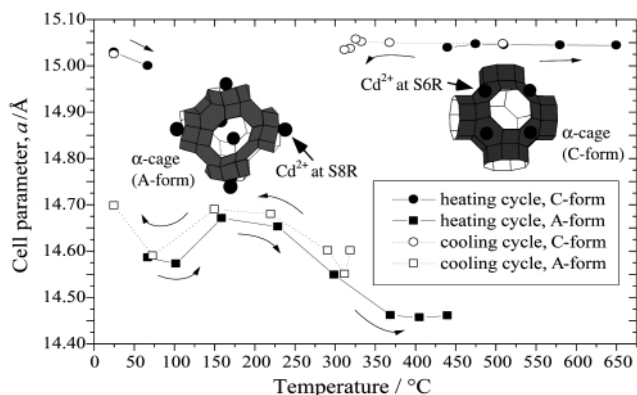 15.10
15.00
14.90
14.80
14.70
14.60
14.50
14.40
Cell parameter, a/Å
0 50 100 150 200 250 300 350 400 450 500 550 600 650
Temperature / °C
α-cage
(A-form)
Cd²⁺ at S8R
Cd²⁺ at S6R
α-cage
(C-form)
heating cycle, C-form
heating cycle, A-form
cooling cycle, C-form
cooling cycle, A-form